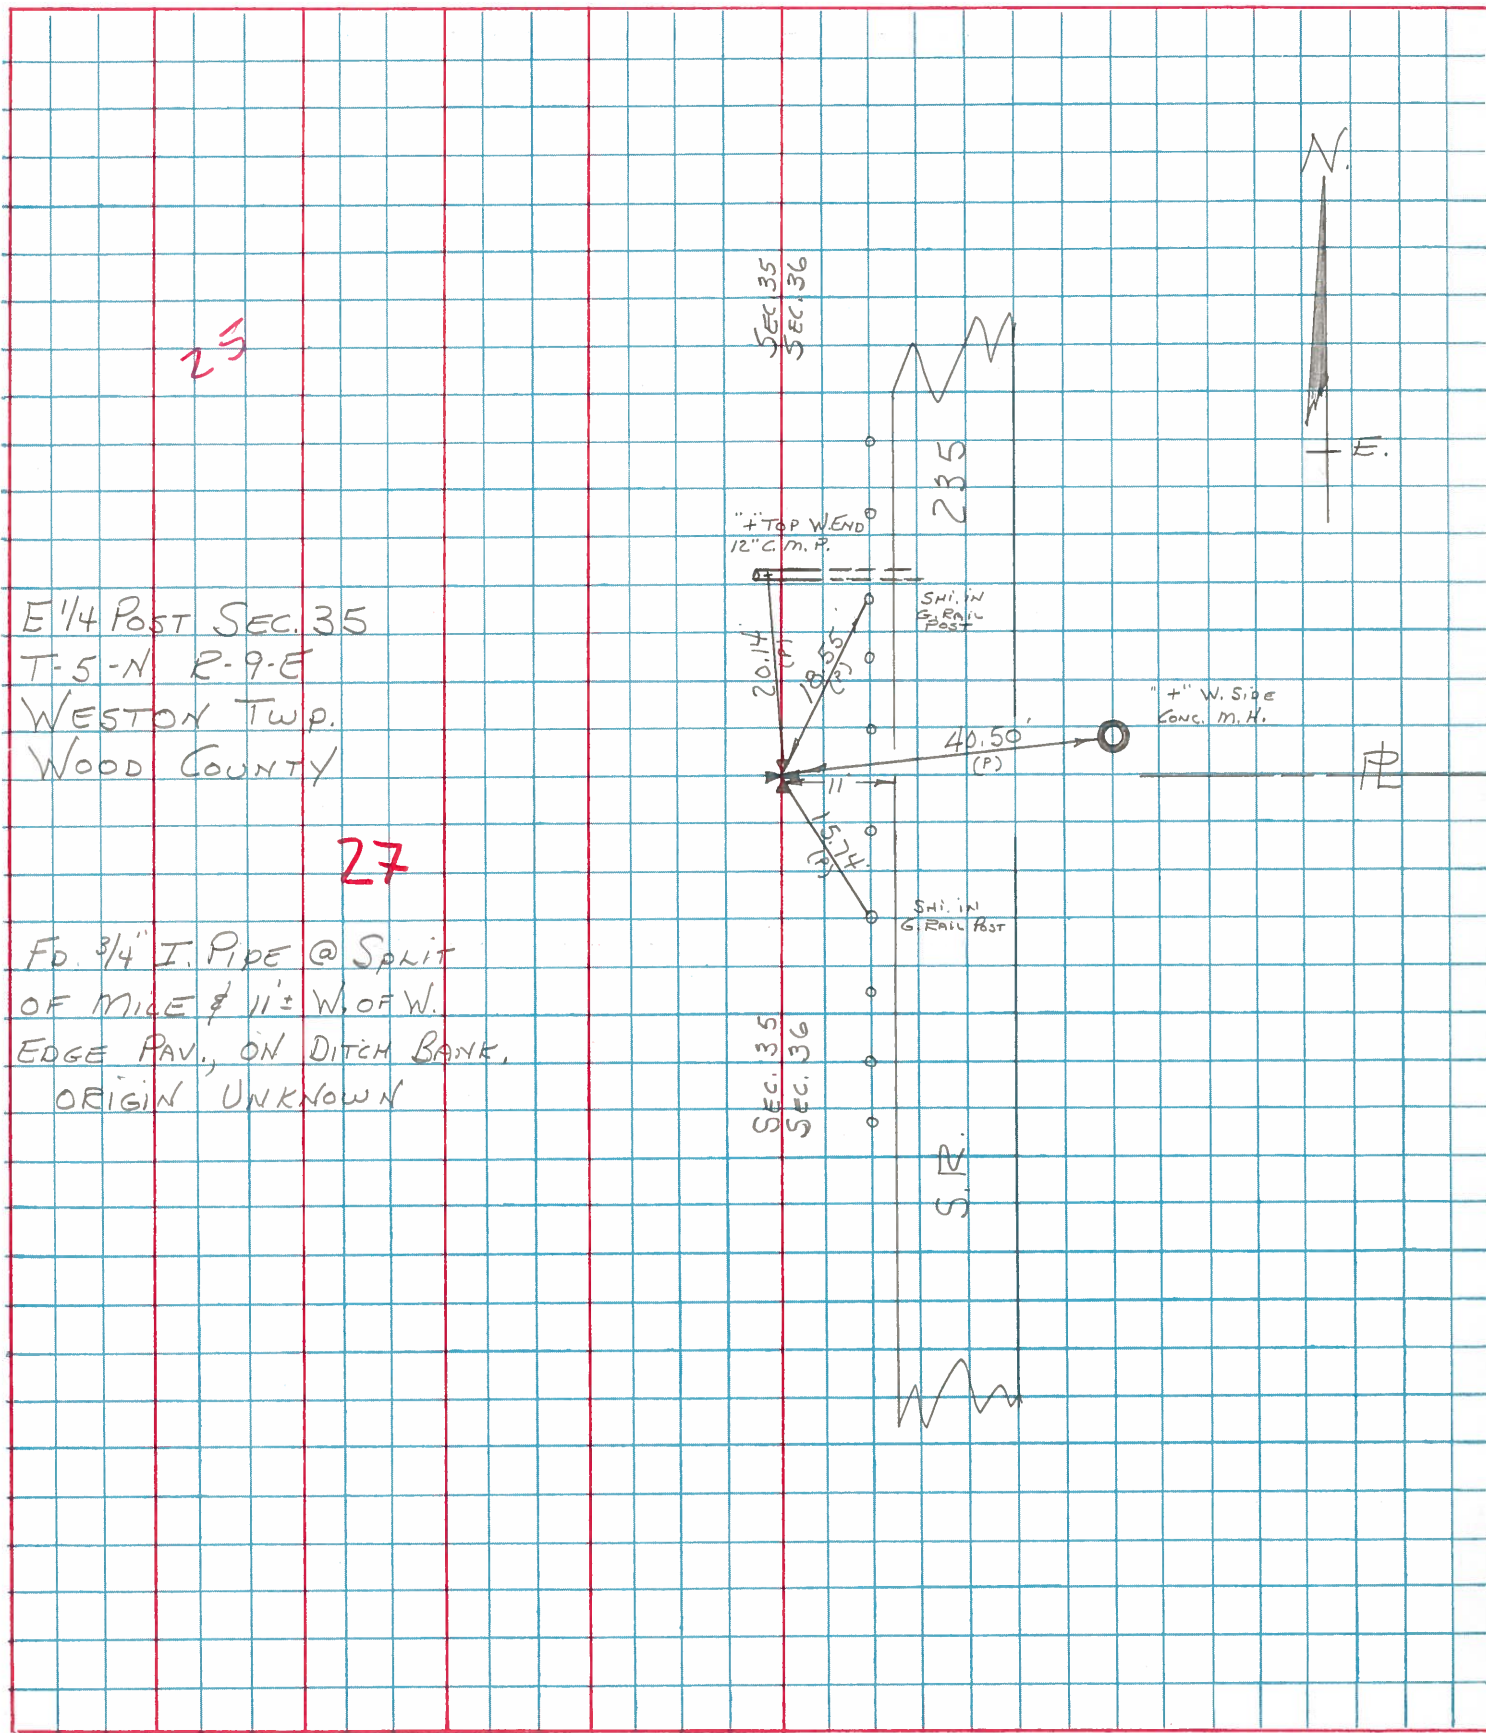 N.
E.
SEC. 35
SEC. 36
25
235
"+" TOP W. END
12" C. M. P.
SHI. IN
G. RAIL
POST
20.14'
(P)
18.55'
(P)
E 1/4 POST SEC. 35
T-5-N R-9-E
WESTON TWP.
WOOD COUNTY
"+" W. SIDE
CONC. M. H.
40.50'
(P)
11'
PL
15.74'
(P)
27
SHI. IN
G. RAIL POST
FD. 3/4" I. PIPE @ SPLIT
OF MILE & 11'± W. OF W.
EDGE PAV., ON DITCH BANK.
ORIGIN UNKNOWN
SEC. 35
SEC. 36
S.R.